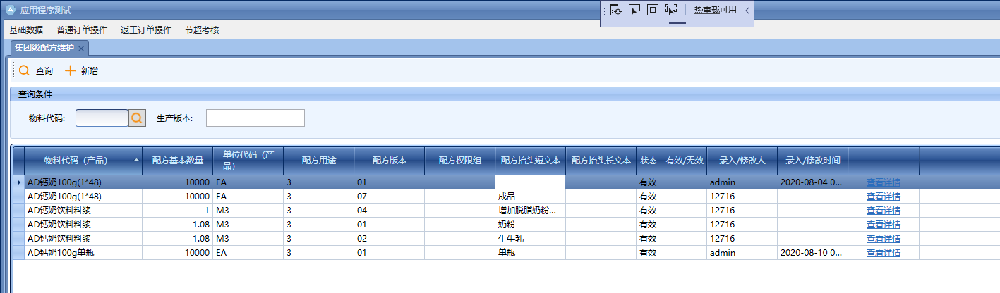 应用程序测试
热重载可用
基础数据 普通订单操作 返工订单操作 节超考核
集团级配方维护
查询 新增
查询条件
物料代码: 生产版本:
物料代码（产品） 配方基本数量 单位代码（产品） 配方用途 配方版本 配方权限组 配方抬头短文本 配方抬头长文本 状态 - 有效/无效 录入/修改人 录入/修改时间
AD钙奶100g(1*48) 10000 EA 3 01 有效 admin 2020-08-04 0... 查看详情
AD钙奶100g(1*48) 10000 EA 3 07 成品 有效 12716 查看详情
AD钙奶饮料料浆 1 M3 3 04 增加脱脂奶粉... 有效 12716 查看详情
AD钙奶饮料料浆 1.08 M3 3 01 奶粉 有效 12716 查看详情
AD钙奶饮料料浆 1.08 M3 3 02 生牛乳 有效 12716 查看详情
AD钙奶100g单瓶 10000 EA 3 01 单瓶 有效 admin 2020-08-10 0... 查看详情